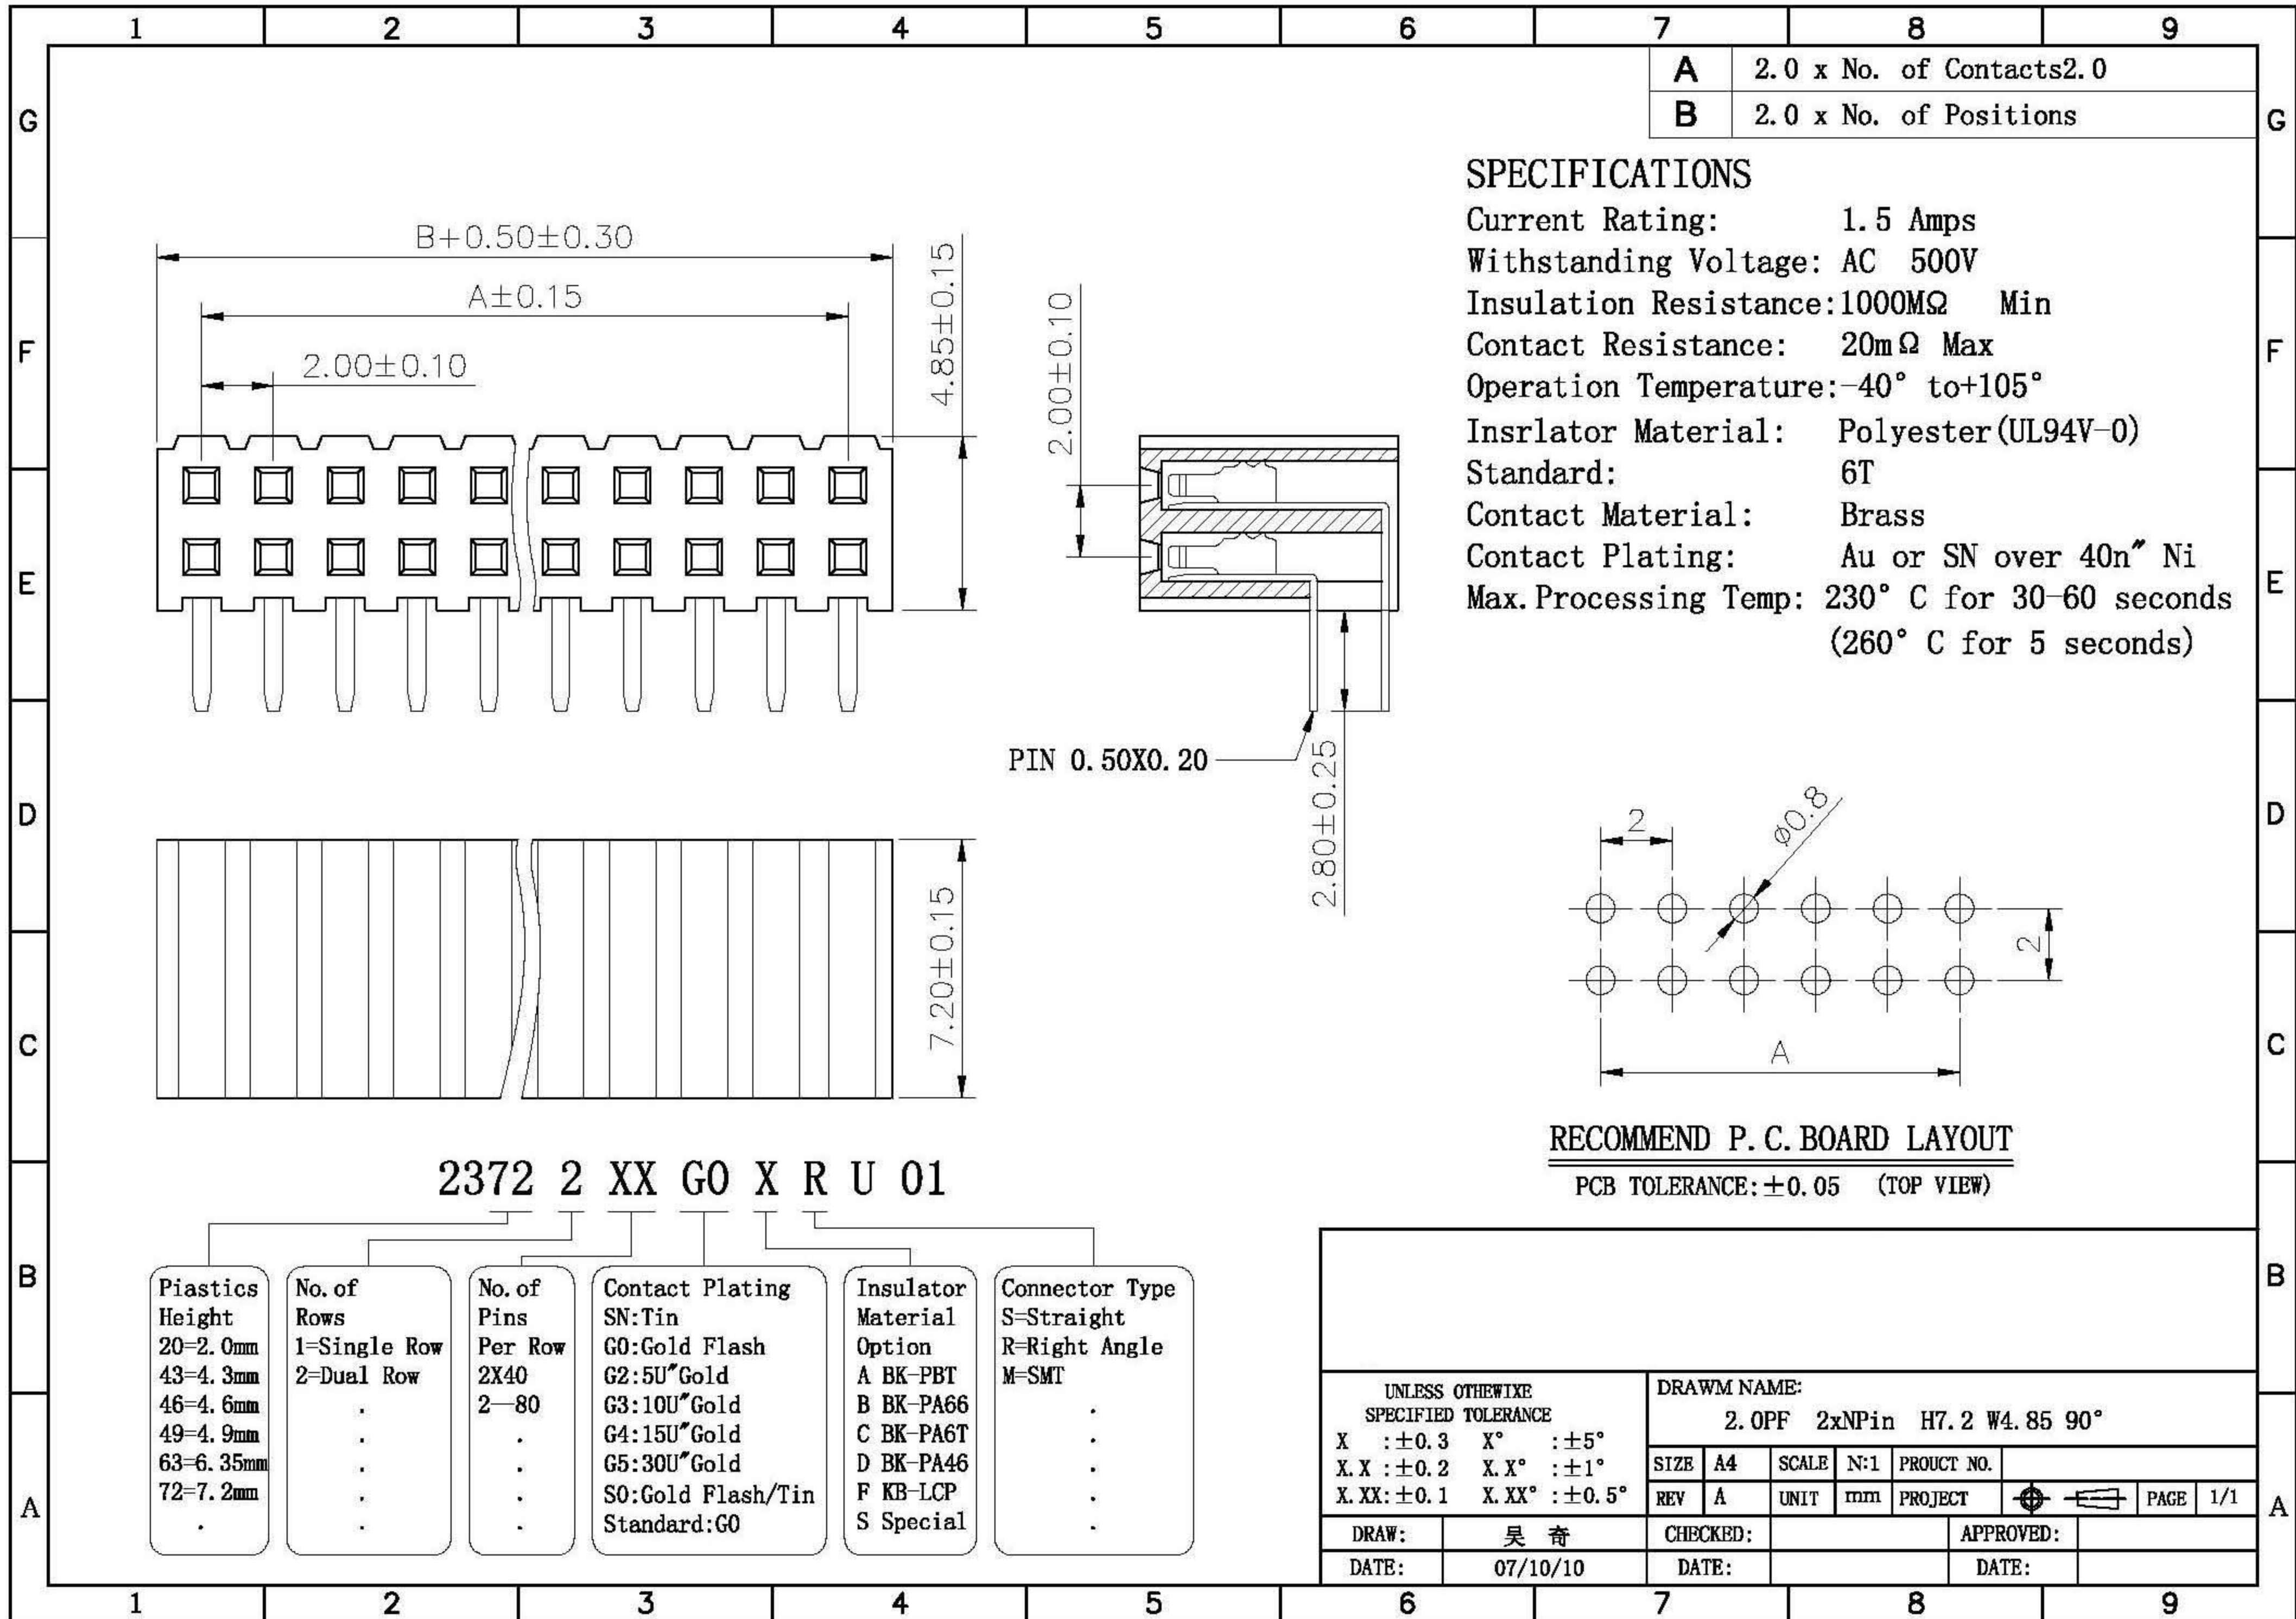 1 2 3 4 5 6 7 8 9
A 2.0 x No. of Contacts2.0
B 2.0 x No. of Positions
G G
SPECIFICATIONS
Current Rating: 1.5 Amps
Withstanding Voltage: AC 500V
Insulation Resistance:1000MΩ Min
Contact Resistance: 20mΩ Max
Operation Temperature:-40° to+105°
Insrlator Material: Polyester(UL94V-0)
Standard: 6T
Contact Material: Brass
Contact Plating: Au or SN over 40n″ Ni
Max.Processing Temp: 230° C for 30-60 seconds
(260° C for 5 seconds)
B+0.50±0.30
A±0.15
2.00±0.10
4.85±0.15
2.00±0.10
F F
E E
PIN 0.50X0.20
2.80±0.25
D D
7.20±0.15
2
ø0.8
2
A
C C
RECOMMEND P.C.BOARD LAYOUT
PCB TOLERANCE:±0.05 (TOP VIEW)
2372 2 XX G0 X R U 01
B B
Piastics
Height
20=2.0mm
43=4.3mm
46=4.6mm
49=4.9mm
63=6.35mm
72=7.2mm
.
No.of
Rows
1=Single Row
2=Dual Row
.
.
.
.
.
No.of
Pins
Per Row
2X40
2--80
.
.
.
.
Contact Plating
SN:Tin
G0:Gold Flash
G2:5U″Gold
G3:10U″Gold
G4:15U″Gold
G5:30U″Gold
S0:Gold Flash/Tin
Standard:G0
Insulator
Material
Option
A BK-PBT
B BK-PA66
C BK-PA6T
D BK-PA46
F KB-LCP
S Special
Connector Type
S=Straight
R=Right Angle
M=SMT
.
.
.
.
.
UNLESS OTHEWIXE
SPECIFIED TOLERANCE
X :±0.3 X° :±5°
X.X :±0.2 X.X° :±1°
X.XX:±0.1 X.XX° :±0.5°
DRAWM NAME:
2.0PF 2xNPin H7.2 W4.85 90°
SIZE A4 SCALE N:1 PROUCT NO.
REV A UNIT mm PROJECT PAGE 1/1
DRAW: 吴 奇 CHECKED: APPROVED:
DATE: 07/10/10 DATE: DATE:
A A
1 2 3 4 5 6 7 8 9